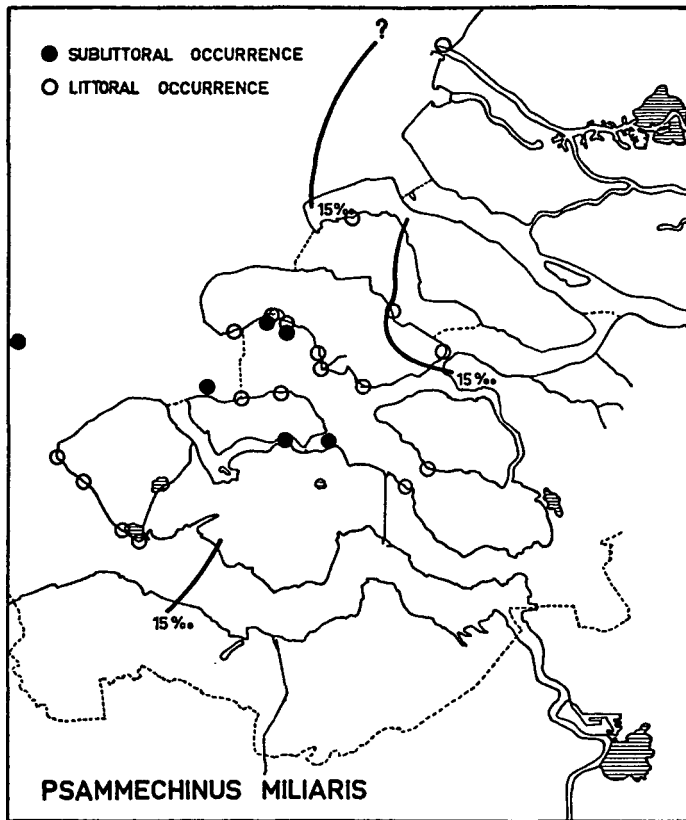 ?
● SUBLITTORAL OCCURRENCE
○ LITTORAL OCCURRENCE
15‰
15‰
15‰
PSAMMECHINUS MILIARIS